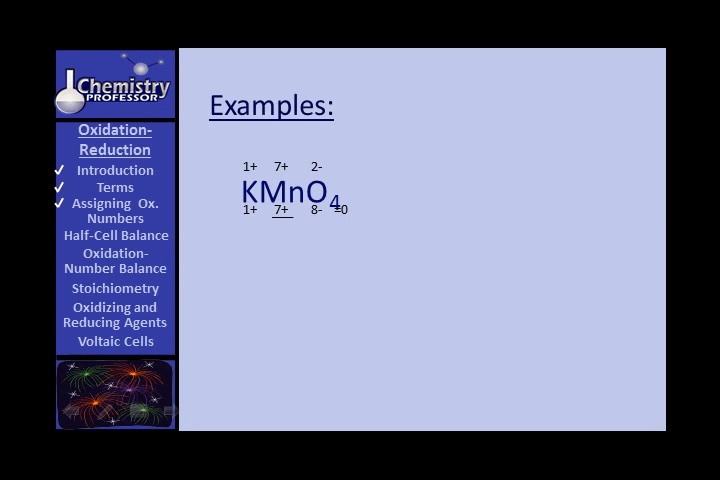 Chemistry
PROFESSOR
Oxidation-
Reduction
✓ Introduction
✓ Terms
✓ Assigning Ox.
Numbers
Half-Cell Balance
Oxidation-
Number Balance
Stoichiometry
Oxidizing and
Reducing Agents
Voltaic Cells
Examples:
1+ 7+ 2-
KMnO₄
1+ 7+ 8- =0